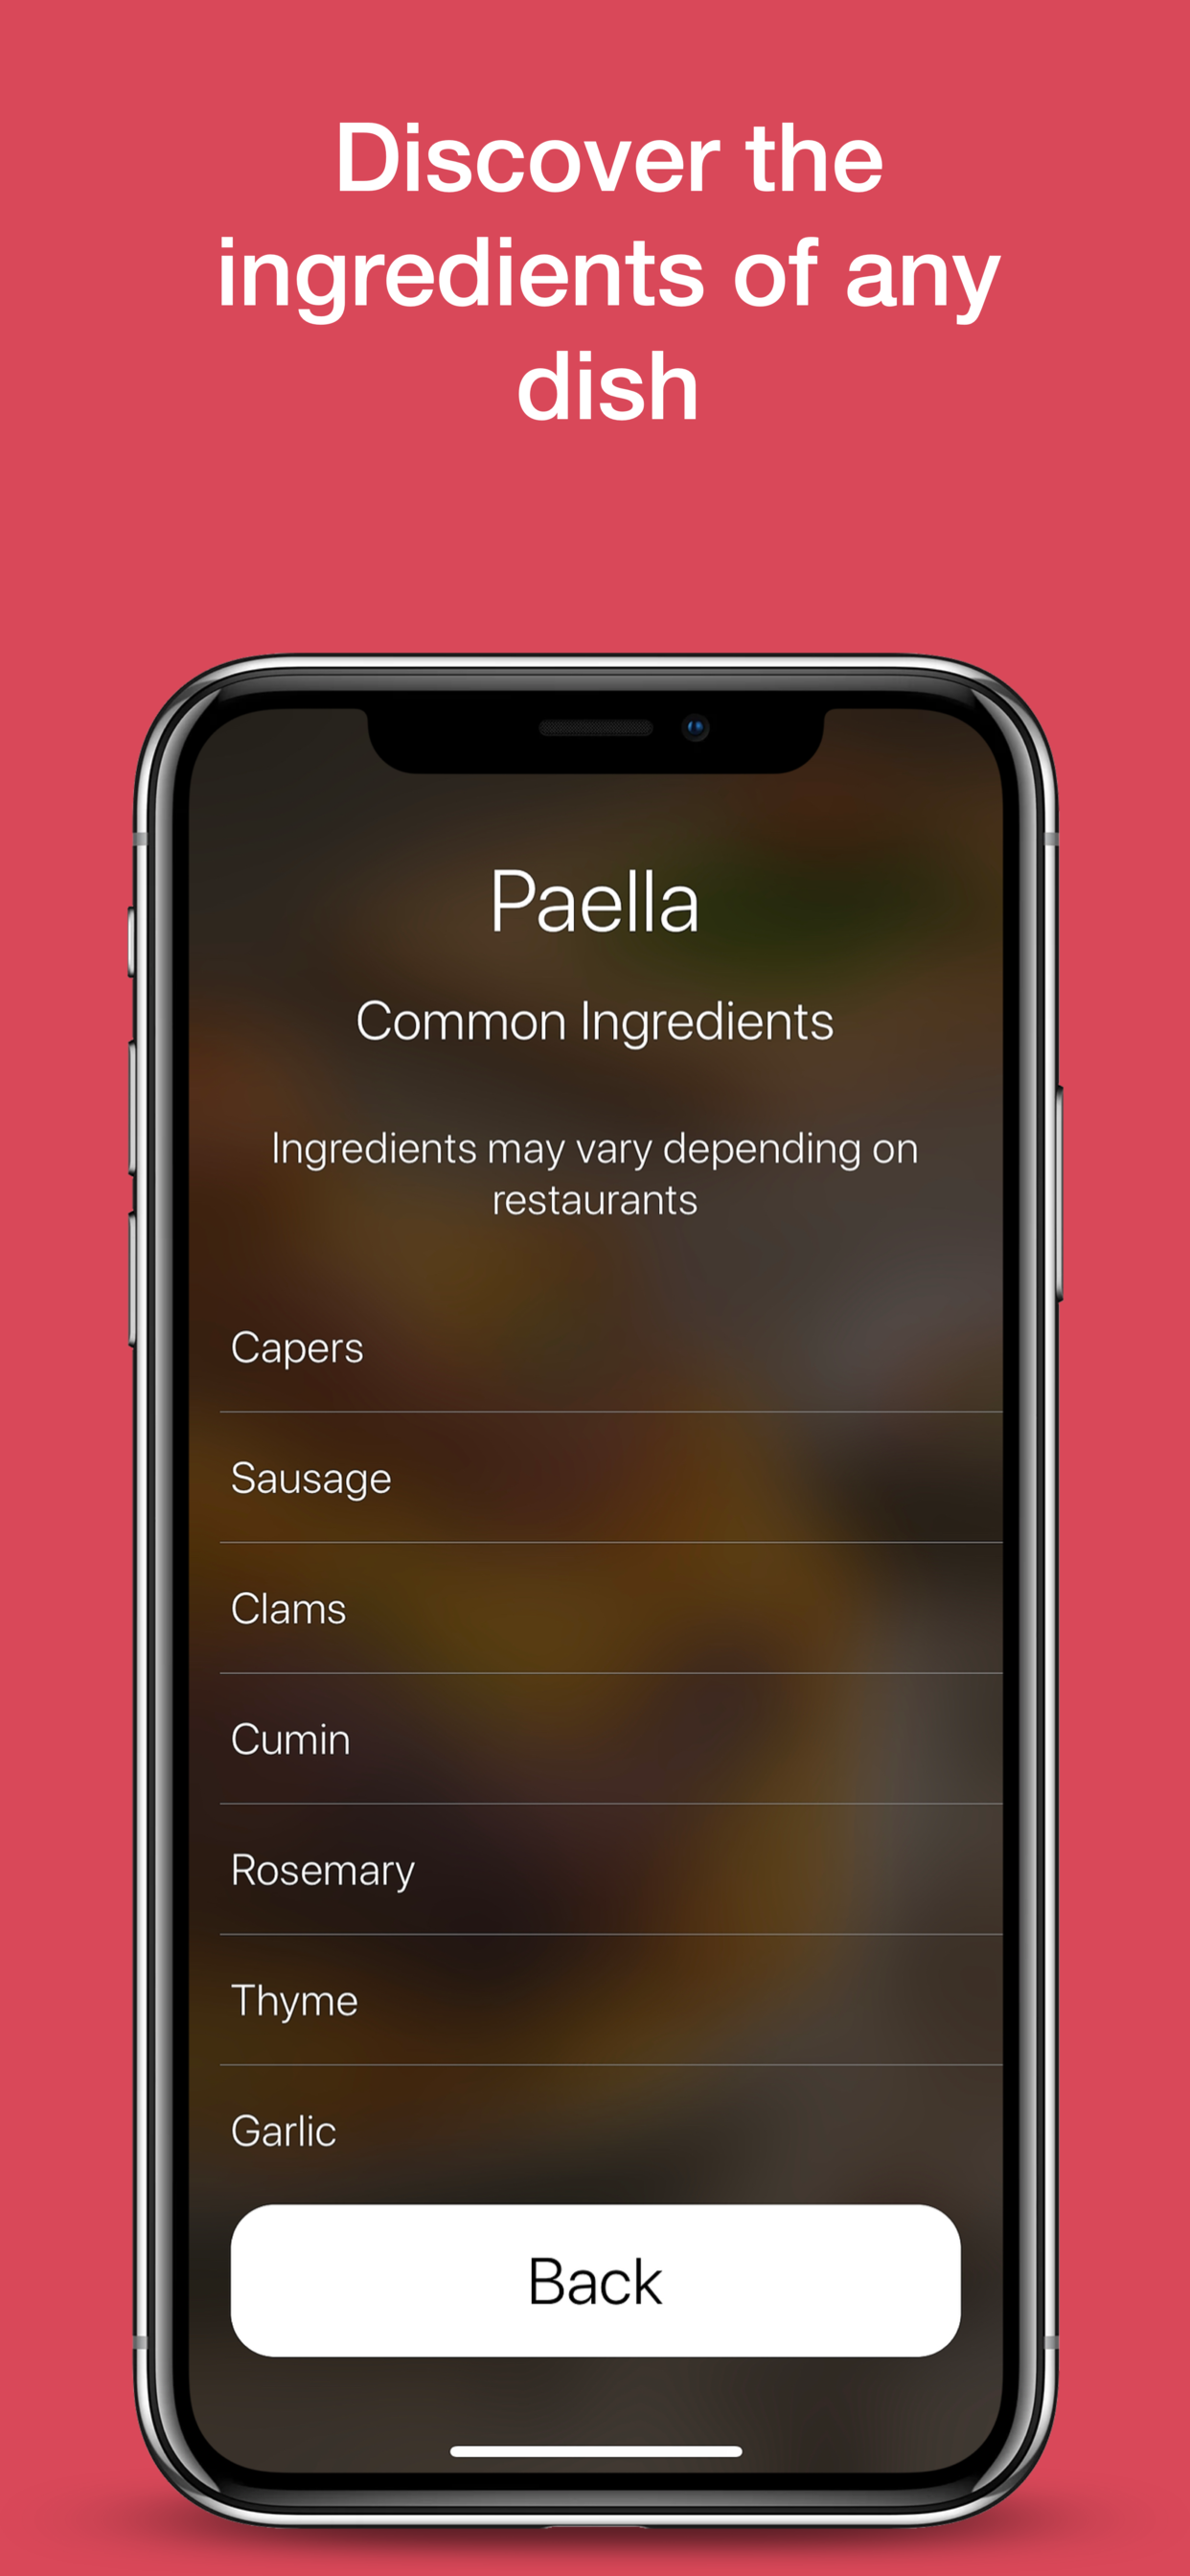 Discover the
ingredients of any
dish
Paella
Common Ingredients
Ingredients may vary depending on
restaurants
Capers
Sausage
Clams
Cumin
Rosemary
Thyme
Garlic
Back